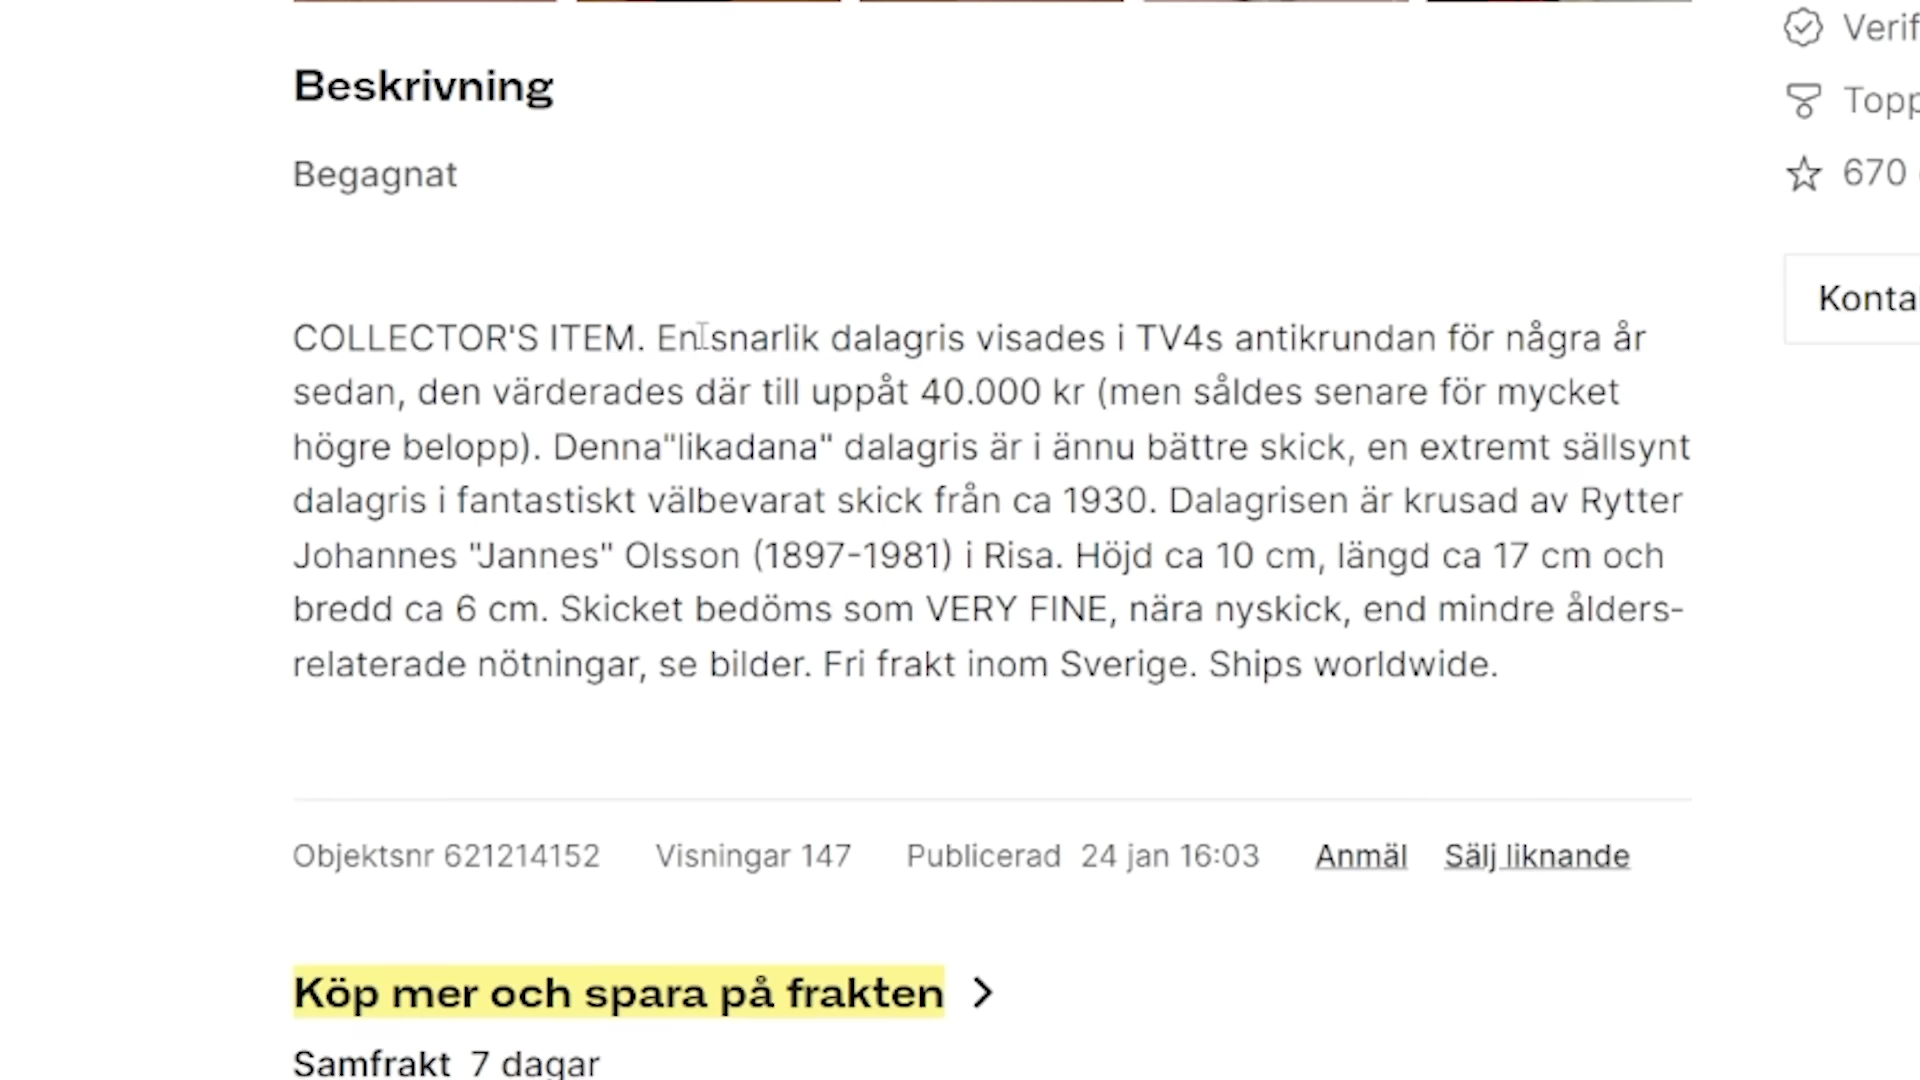 Beskrivning
Begagnat
COLLECTOR'S ITEM. En snarlik dalagris visades i TV4s antikrundan för några år
sedan, den värderades där till uppåt 40.000 kr (men såldes senare för mycket
högre belopp). Denna"likadana" dalagris är i ännu bättre skick, en extremt sällsynt
dalagris i fantastiskt välbevarat skick från ca 1930. Dalagrisen är krusad av Rytter
Johannes "Jannes" Olsson (1897-1981) i Risa. Höjd ca 10 cm, längd ca 17 cm och
bredd ca 6 cm. Skicket bedöms som VERY FINE, nära nyskick, end mindre ålders-
relaterade nötningar, se bilder. Fri frakt inom Sverige. Ships worldwide.
Objektsnr 621214152 Visningar 147 Publicerad 24 jan 16:03 Anmäl Sälj liknande
Köp mer och spara på frakten
Samfrakt 7 dagar
Verif
Topp
670
Konta